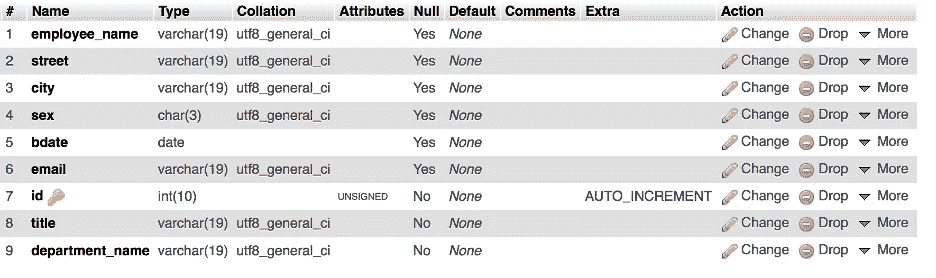 # Name Type Collation Attributes Null Default Comments Extra Action
1 employee_name varchar(19) utf8_general_ci Yes None Change Drop More
2 street varchar(19) utf8_general_ci Yes None Change Drop More
3 city varchar(19) utf8_general_ci Yes None Change Drop More
4 sex char(3) utf8_general_ci Yes None Change Drop More
5 bdate date Yes None Change Drop More
6 email varchar(19) utf8_general_ci Yes None Change Drop More
7 id int(10) UNSIGNED No None AUTO_INCREMENT Change Drop More
8 title varchar(19) utf8_general_ci No None Change Drop More
9 department_name varchar(19) utf8_general_ci No None Change Drop More